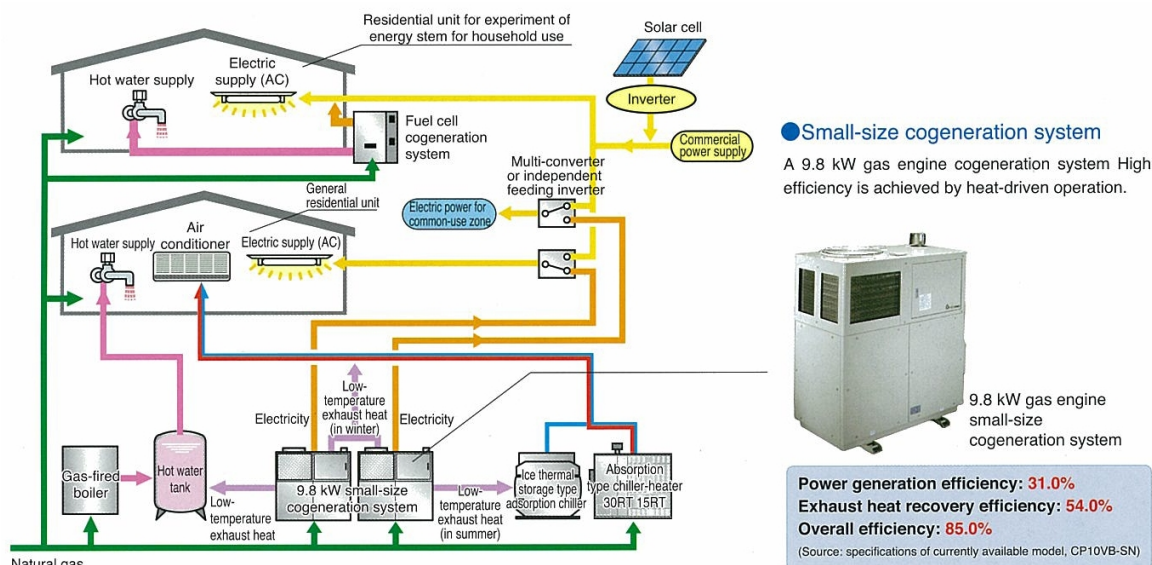 Residential unit for experiment of
energy stem for household use
Solar cell
Hot water supply
Electric
supply (AC)
Inverter
Fuel cell
cogeneration
system
Commercial
power supply
Multi-converter
or independent
feeding inverter
Electric power for
common-use zone
General
residential unit
Hot water supply
Air
conditioner
Electric supply (AC)
Electricity
Low-
temperature
exhaust heat
(in winter)
Electricity
Gas-fired
boiler
Hot water
tank
Low-
temperature
exhaust heat
9.8 kW small-size
cogeneration system
Low-
temperature
exhaust heat
(in summer)
Ice thermal
storage type
adsorption chiller
Absorption
type chiller-heater
30RT 15RT
Natural gas
●Small-size cogeneration system
A 9.8 kW gas engine cogeneration system High
efficiency is achieved by heat-driven operation.
9.8 kW gas engine
small-size
cogeneration system
Power generation efficiency: 31.0%
Exhaust heat recovery efficiency: 54.0%
Overall efficiency: 85.0%
(Source: specifications of currently available model, CP10VB-SN)